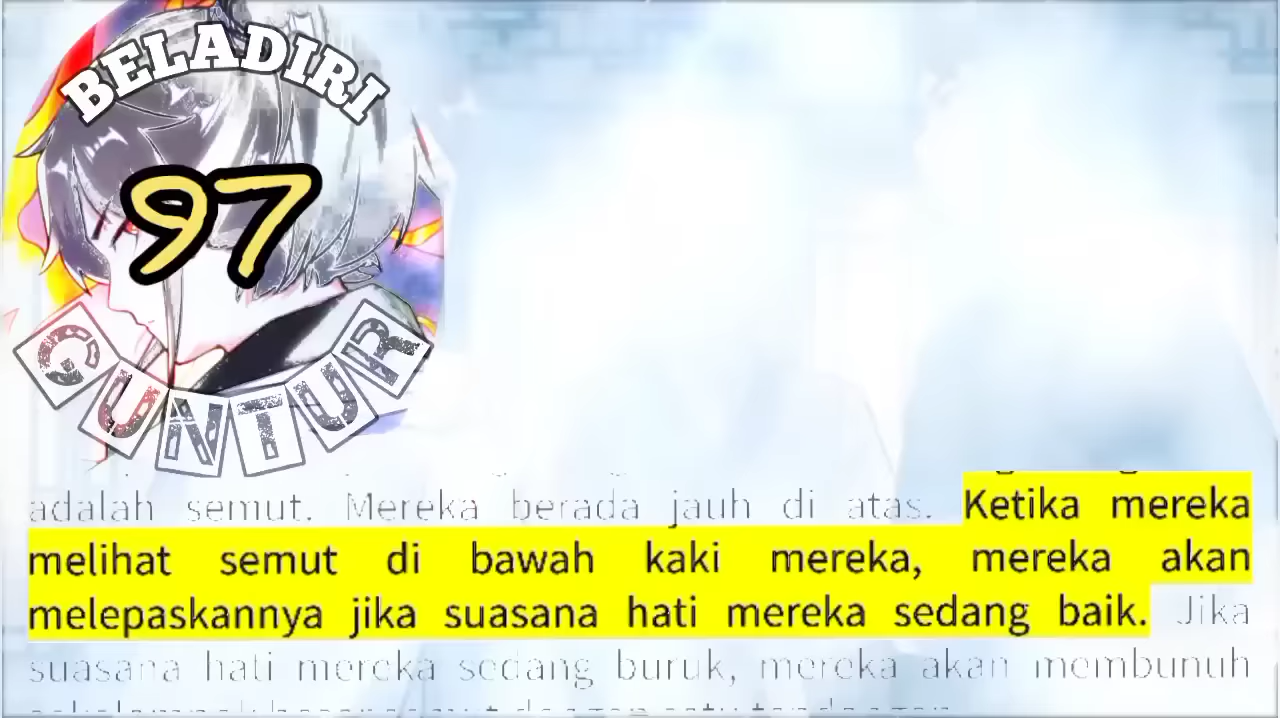 BELADIRI
97
GUNTUR
adalah semut. Mereka berada jauh di atas. Ketika mereka
melihat semut di bawah kaki mereka, mereka akan
melepaskannya jika suasana hati mereka sedang baik. Jika
suasana hati mereka sedang buruk, mereka akan membunuh